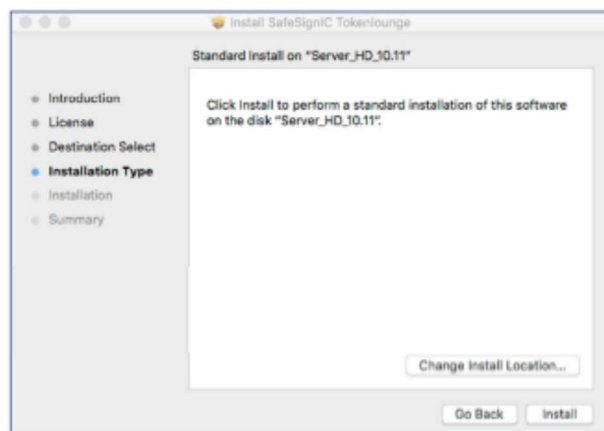 Install SafeSignIC Tokenlounge
Standard Install on "Server_HD_10.11"
Introduction
License
Destination Select
Installation Type
Installation
Summary
Click Install to perform a standard installation of this software
on the disk "Server_HD_10.11".
Change Install Location...
Go Back
Install